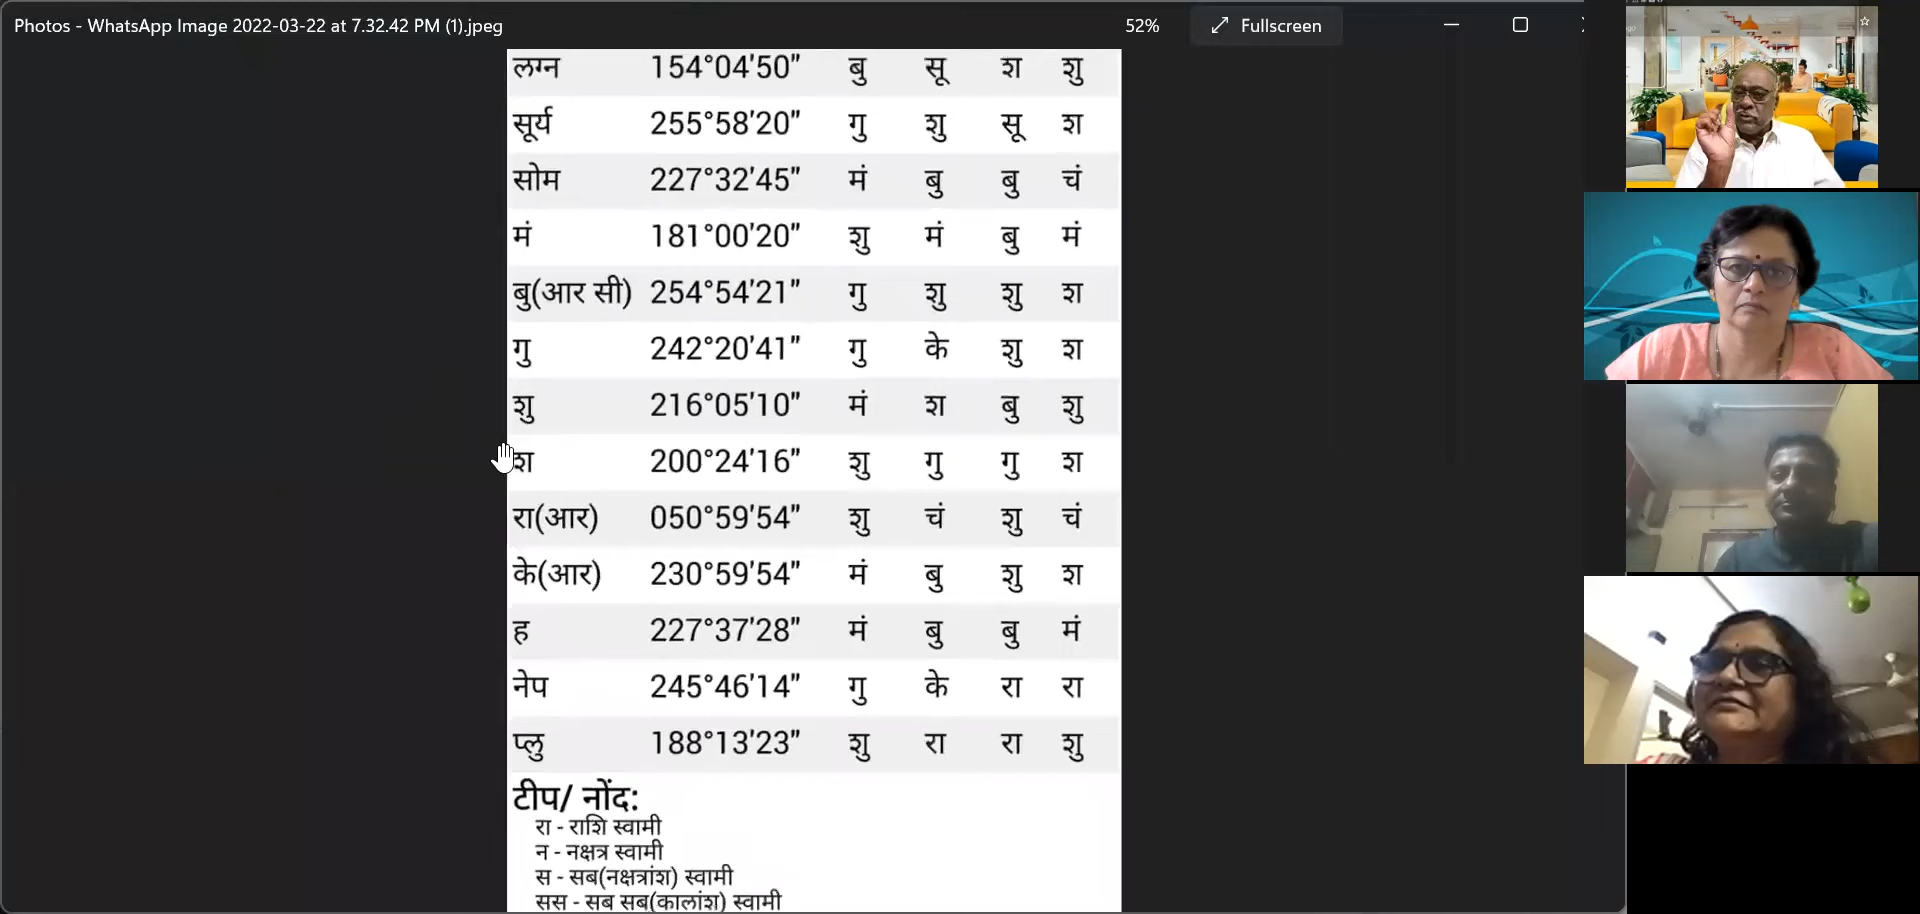 Photos - WhatsApp Image 2022-03-22 at 7.32.42 PM (1).jpeg 52% Fullscreen
लग्न 154°04'50" बु सू श शु
सूर्य 255°58'20" गु शु सू श
सोम 227°32'45" मं बु बु चं
मं 181°00'20" शु मं बु मं
बु(आर सी) 254°54'21" गु शु शु श
गु 242°20'41" गु के शु श
शु 216°05'10" मं श बु शु
श 200°24'16" शु गु गु श
रा(आर) 050°59'54" शु चं शु चं
के(आर) 230°59'54" मं बु शु श
ह 227°37'28" मं बु बु मं
नेप 245°46'14" गु के रा रा
प्लु 188°13'23" शु रा रा शु
टीप/ नोंद:
रा - राशि स्वामी
न - नक्षत्र स्वामी
स - सब(नक्षत्रांश) स्वामी
सस - सब सब(कालांश) स्वामी